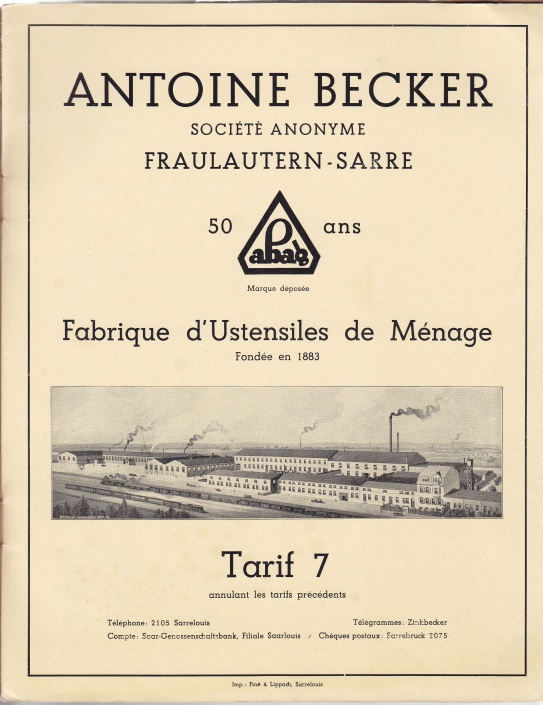 ANTOINE BECKER
SOCIÉTÉ ANONYME
FRAULAUTERN-SARRE
50 abag ans
Marque déposée
Fabrique d'Ustensiles de Ménage
Fondée en 1883
Tarif 7
annulant les tarifs précédents
Téléphone: 2105 Sarrelouis Télégrammes: Zinkbecker
Compte: Saar-Genossenschaftsbank, Filiale Saarlouis / Chèques postaux: Sarrebruck 2075
Imp.: Piné & Lippach, Sarrelouis